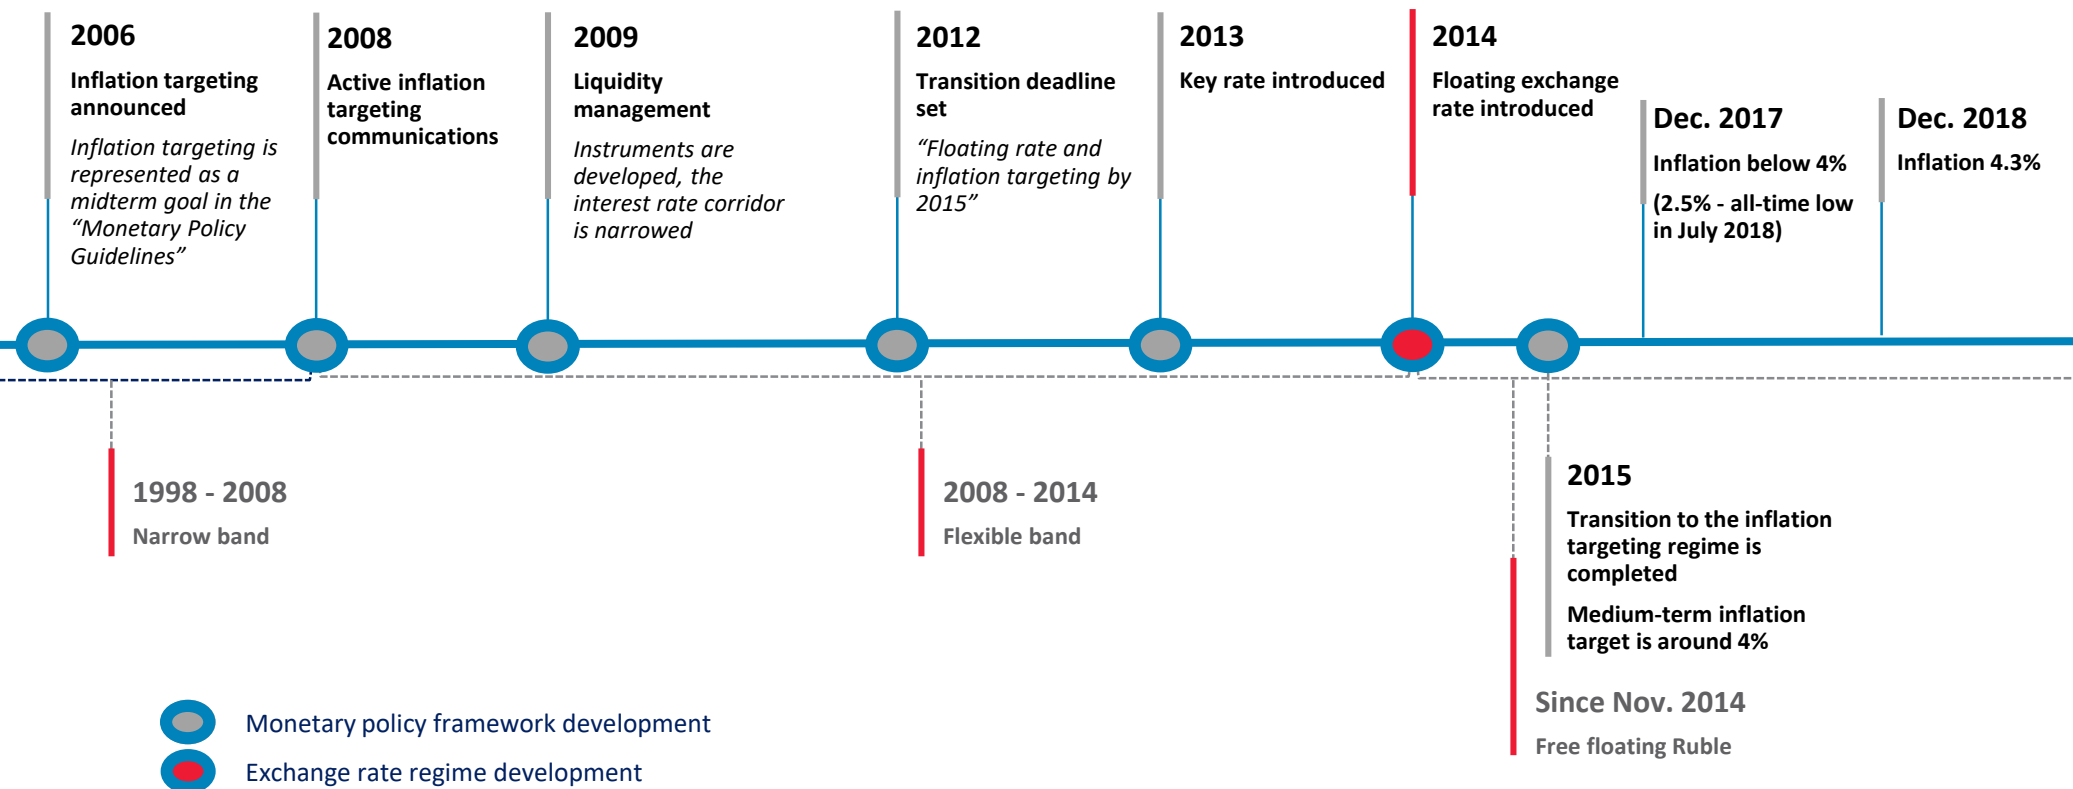 2006
Inflation targeting
announced
Inflation targeting is
represented as a
midterm goal in the
“Monetary Policy
Guidelines”
2008
Active inflation
targeting
communications
2009
Liquidity
management
Instruments are
developed, the
interest rate corridor
is narrowed
2012
Transition deadline
set
“Floating rate and
inflation targeting by
2015”
2013
Key rate introduced
2014
Floating exchange
rate introduced
Dec. 2017
Inflation below 4%
(2.5% - all-time low
in July 2018)
Dec. 2018
Inflation 4.3%
1998 - 2008
Narrow band
2008 - 2014
Flexible band
2015
Transition to the inflation
targeting regime is
completed
Medium-term inflation
target is around 4%
Since Nov. 2014
Free floating Ruble
Monetary policy framework development
Exchange rate regime development